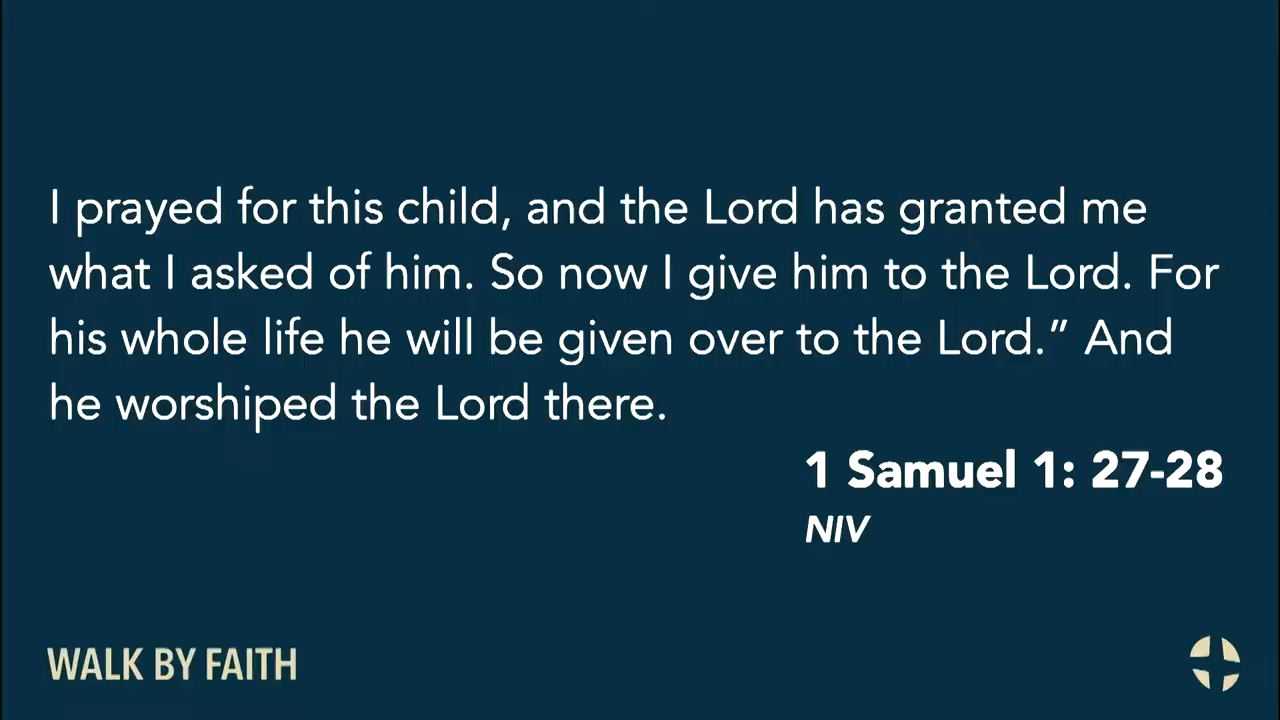 I prayed for this child, and the Lord has granted me
what I asked of him. So now I give him to the Lord. For
his whole life he will be given over to the Lord.” And
he worshiped the Lord there.
1 Samuel 1: 27-28
NIV
WALK BY FAITH